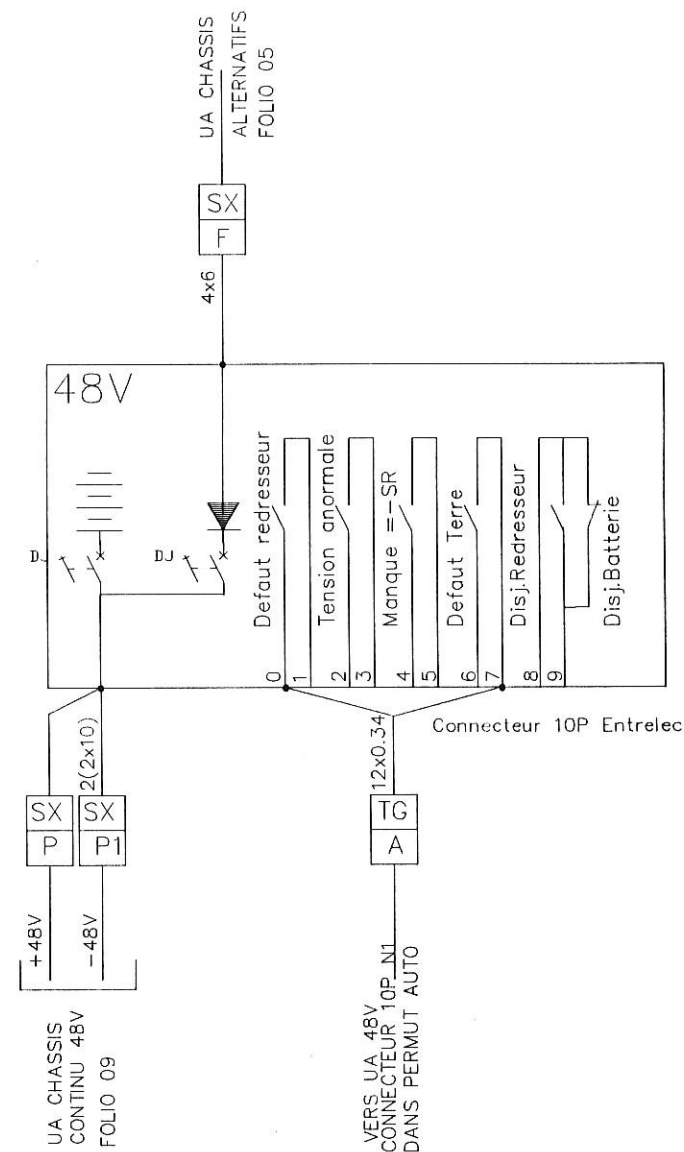 UA CHASSIS
ALTERNATIFS
FOLIO 05
SX
F
4x6
48V
DJ
DJ
Defaut redresseur
Tension anormale
Manque =-SR
Defaut Terre
Disj.Redresseur
Disj.Batterie
0
1
2
3
4
5
6
7
8
9
Connecteur 10P Entrelec
2(2x10)
SX
P
SX
P1
+48V
-48V
UA CHASSIS
CONTINU 48V
FOLIO 09
12x0.34
TG
A
VERS UA 48V
CONNECTEUR 10P N1
DANS PERMUT AUTO